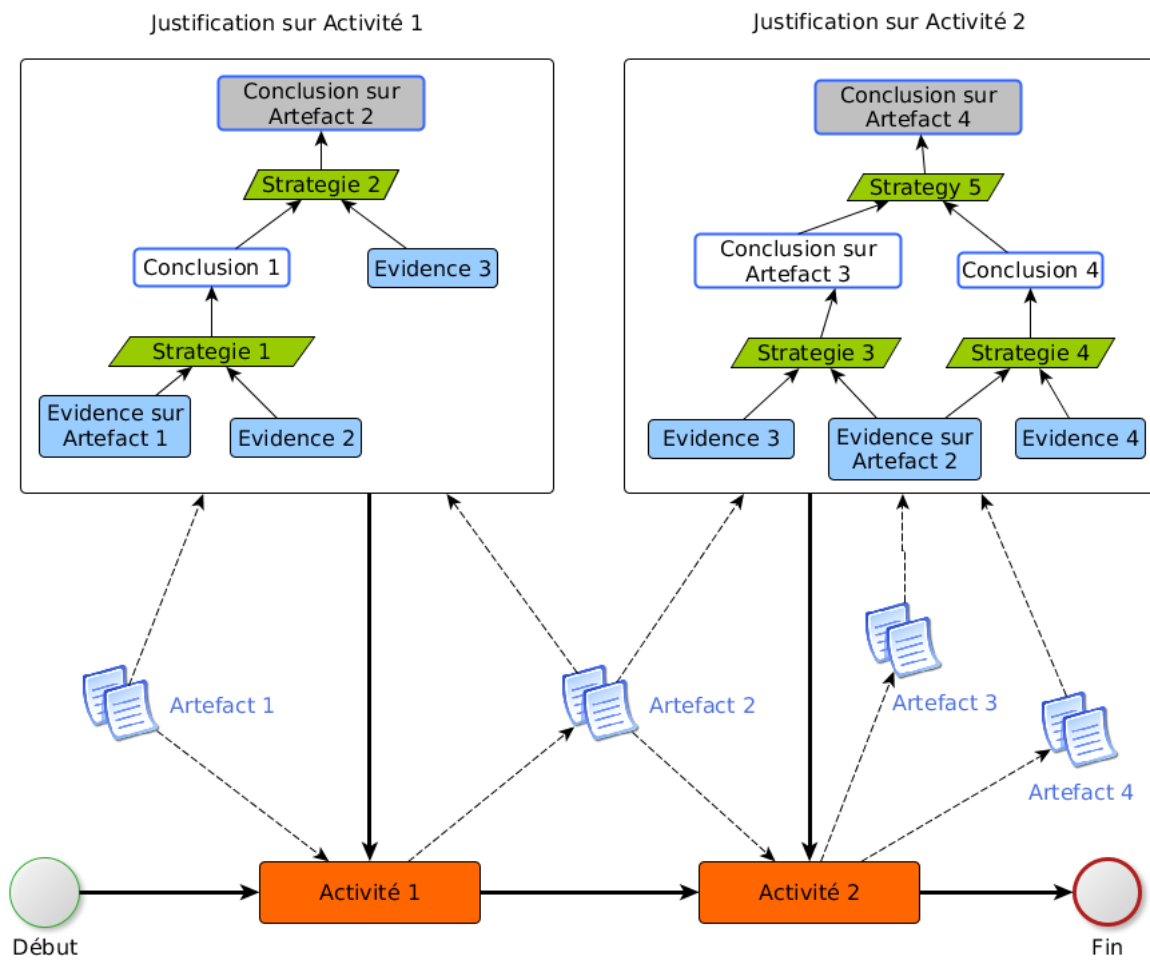 Justification sur Activité 1
Justification sur Activité 2
Conclusion sur
Artefact 2
Strategie 2
Conclusion 1
Evidence 3
Strategie 1
Evidence sur
Artefact 1
Evidence 2
Conclusion sur
Artefact 4
Strategy 5
Conclusion sur
Artefact 3
Conclusion 4
Strategie 3
Strategie 4
Evidence 3
Evidence sur
Artefact 2
Evidence 4
Artefact 1
Artefact 2
Artefact 3
Artefact 4
Activité 1
Activité 2
Début
Fin